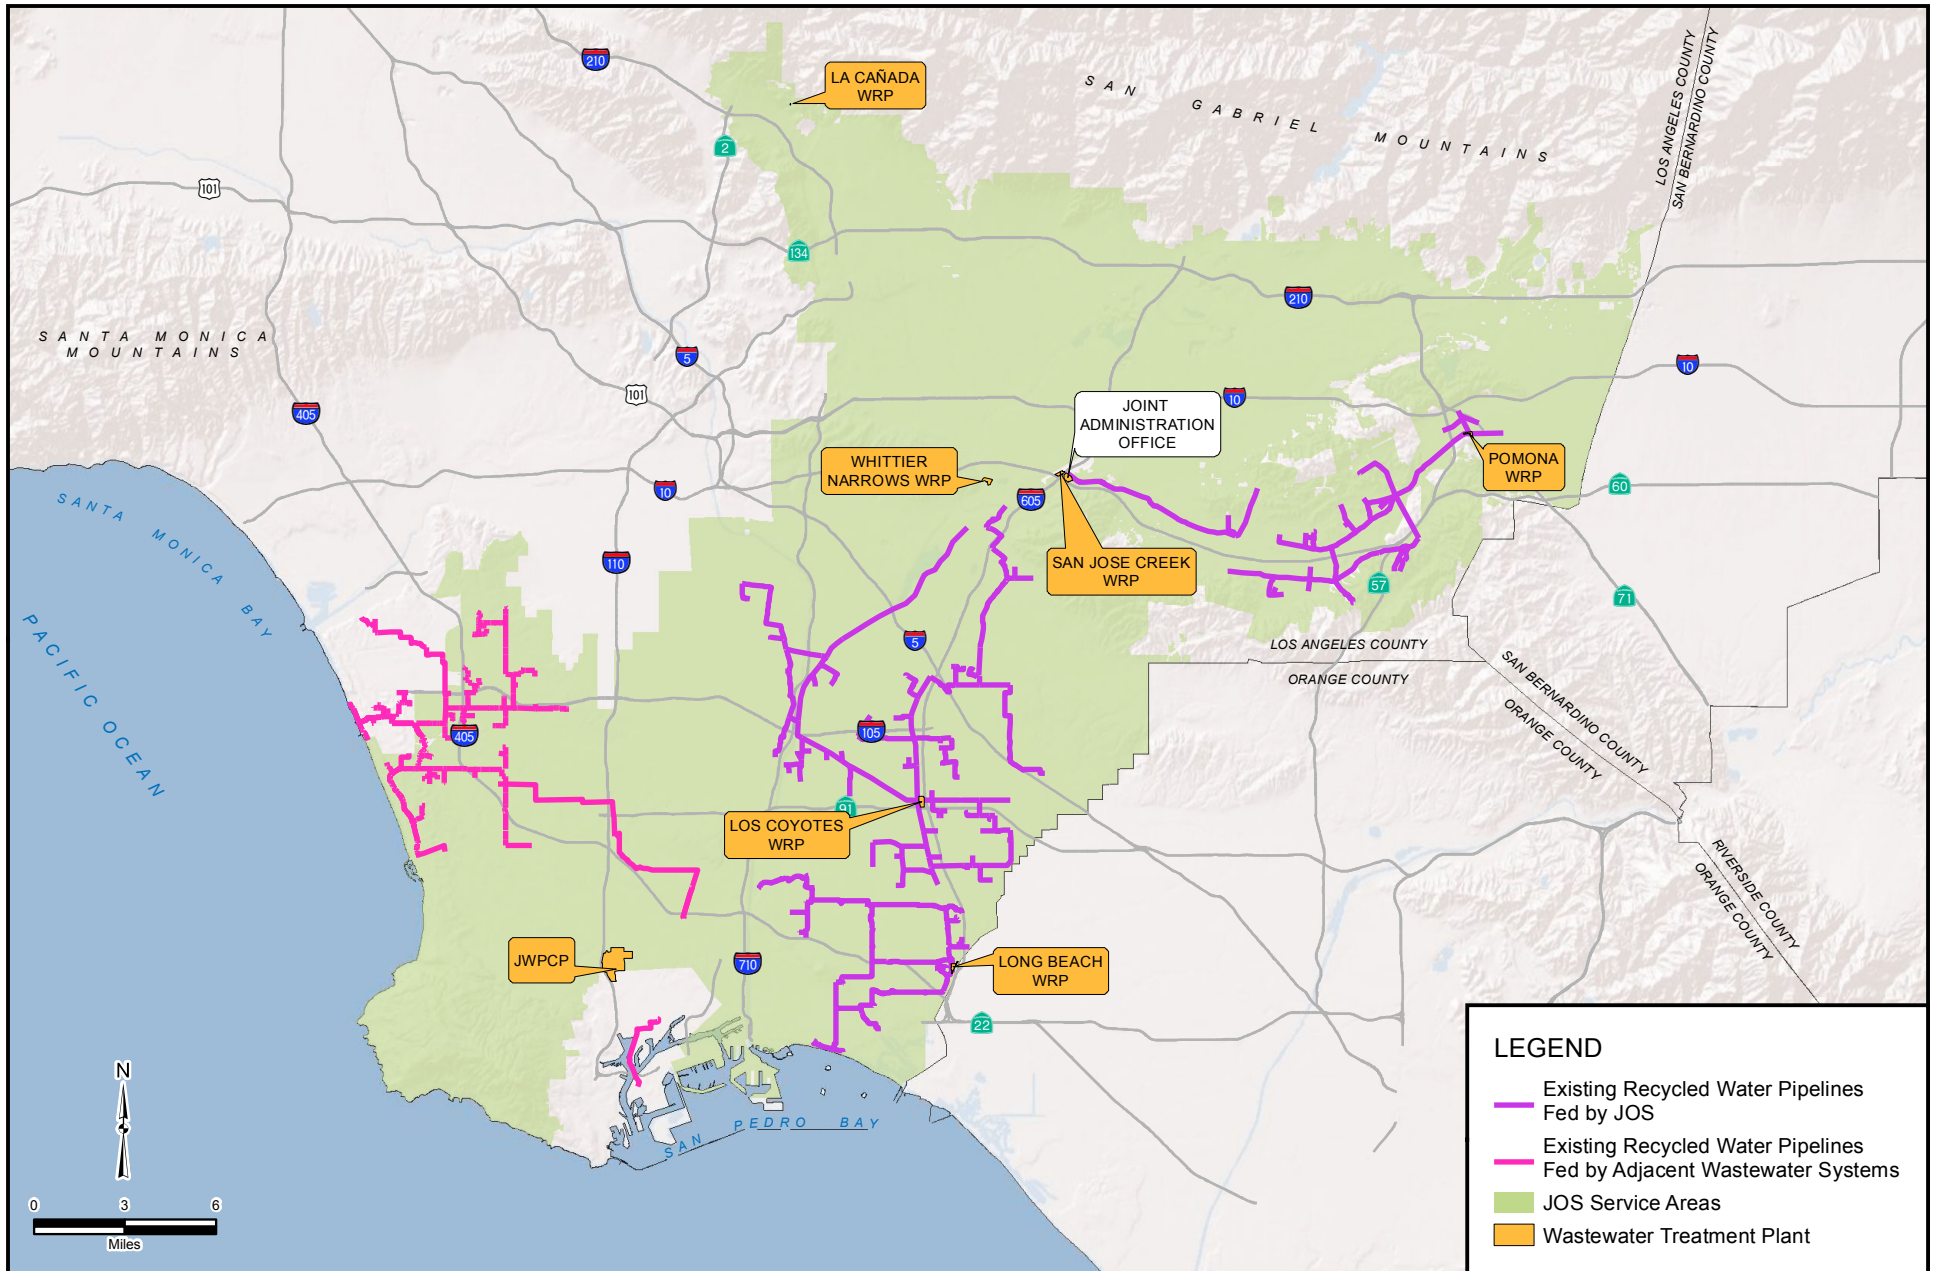 210
LA CAÑADA
WRP
SAN GABRIEL MOUNTAINS
LOS ANGELES COUNTY
SAN BERNARDINO COUNTY
2
101
134
210
SANTA MONICA
MOUNTAINS
5
10
101
10
405
JOINT
ADMINISTRATION
OFFICE
WHITTIER
NARROWS WRP
POMONA
WRP
10
605
60
SANTA MONICA BAY
110
SAN JOSE CREEK
WRP
57
71
PACIFIC OCEAN
5
LOS ANGELES COUNTY
ORANGE COUNTY
SAN BERNARDINO COUNTY
ORANGE COUNTY
405
105
91
LOS COYOTES
WRP
RIVERSIDE COUNTY
ORANGE COUNTY
JWPCP
710
LONG BEACH
WRP
22
SAN PEDRO BAY
N
0 3 6
Miles
LEGEND
Existing Recycled Water Pipelines
Fed by JOS
Existing Recycled Water Pipelines
Fed by Adjacent Wastewater Systems
JOS Service Areas
Wastewater Treatment Plant